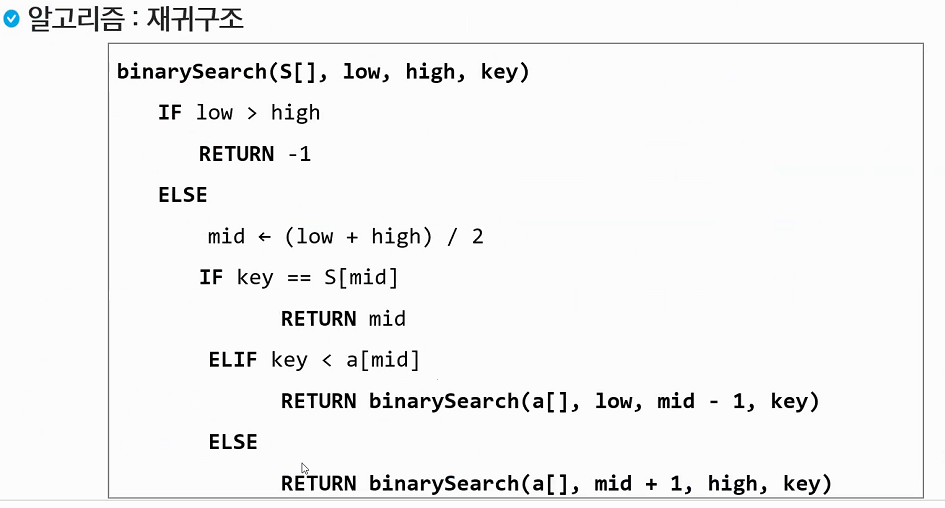 알고리즘 : 재귀구조
binarySearch(S[], low, high, key)
IF low > high
RETURN -1
ELSE
mid ← (low + high) / 2
IF key == S[mid]
RETURN mid
ELIF key < a[mid]
RETURN binarySearch(a[], low, mid - 1, key)
ELSE
RETURN binarySearch(a[], mid + 1, high, key)